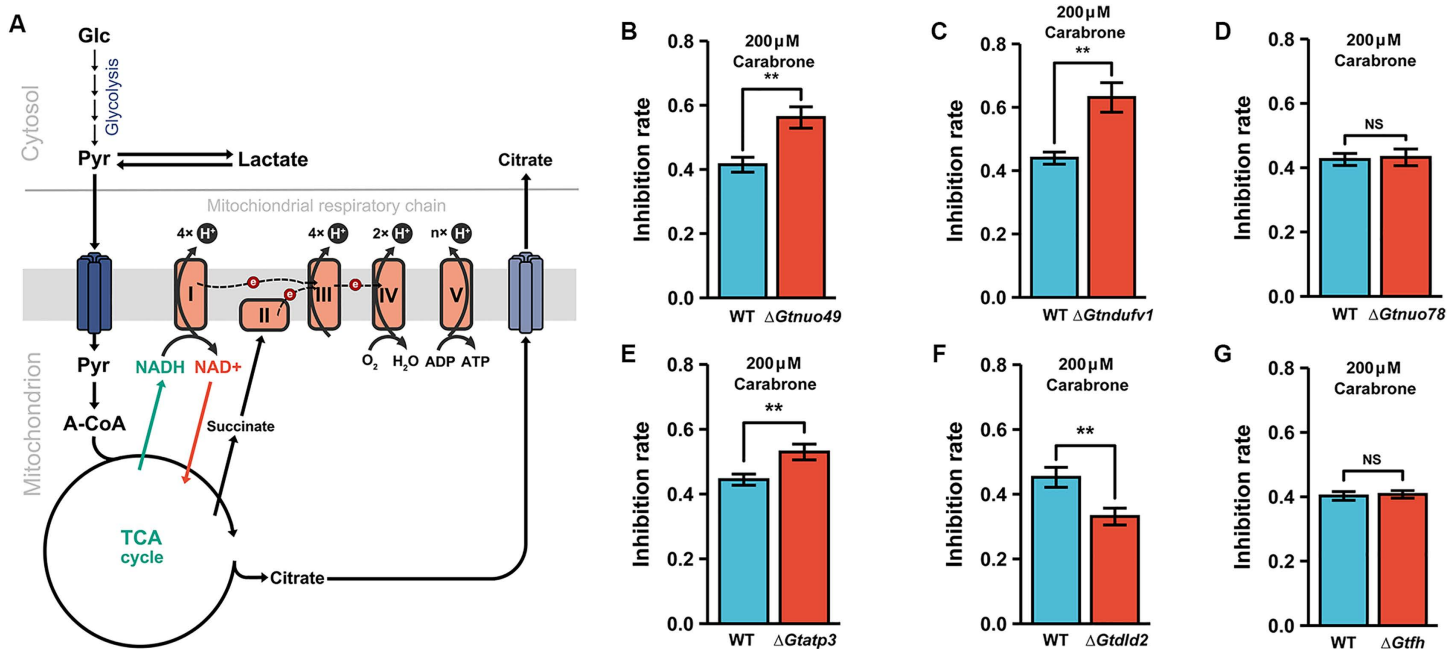 A
Glc
Glycolysis
Cytosol
Pyr
Lactate
Citrate
Mitochondrial respiratory chain
4× H+
4× H+
2× H+
n× H+
I
e
e
III
e
IV
V
II
Pyr
NADH
NAD+
O2
H2O
ADP
ATP
A-CoA
Succinate
Mitochondrion
TCA
cycle
Citrate
B
200μM
Carabrone
**
Inhibition rate
0.8
0.6
0.4
0.2
0.0
WT
ΔGtnuo49
C
200μM
Carabrone
**
Inhibition rate
0.8
0.6
0.4
0.2
0.0
WT
ΔGtndufv1
D
200μM
Carabrone
NS
Inhibition rate
0.8
0.6
0.4
0.2
0.0
WT
ΔGtnuo78
E
200μM
Carabrone
**
Inhibition rate
0.8
0.6
0.4
0.2
0.0
WT
ΔGtatp3
F
200μM
Carabrone
**
Inhibition rate
0.8
0.6
0.4
0.2
0.0
WT
ΔGtdld2
G
200μM
Carabrone
NS
Inhibition rate
0.8
0.6
0.4
0.2
0.0
WT
ΔGtfh